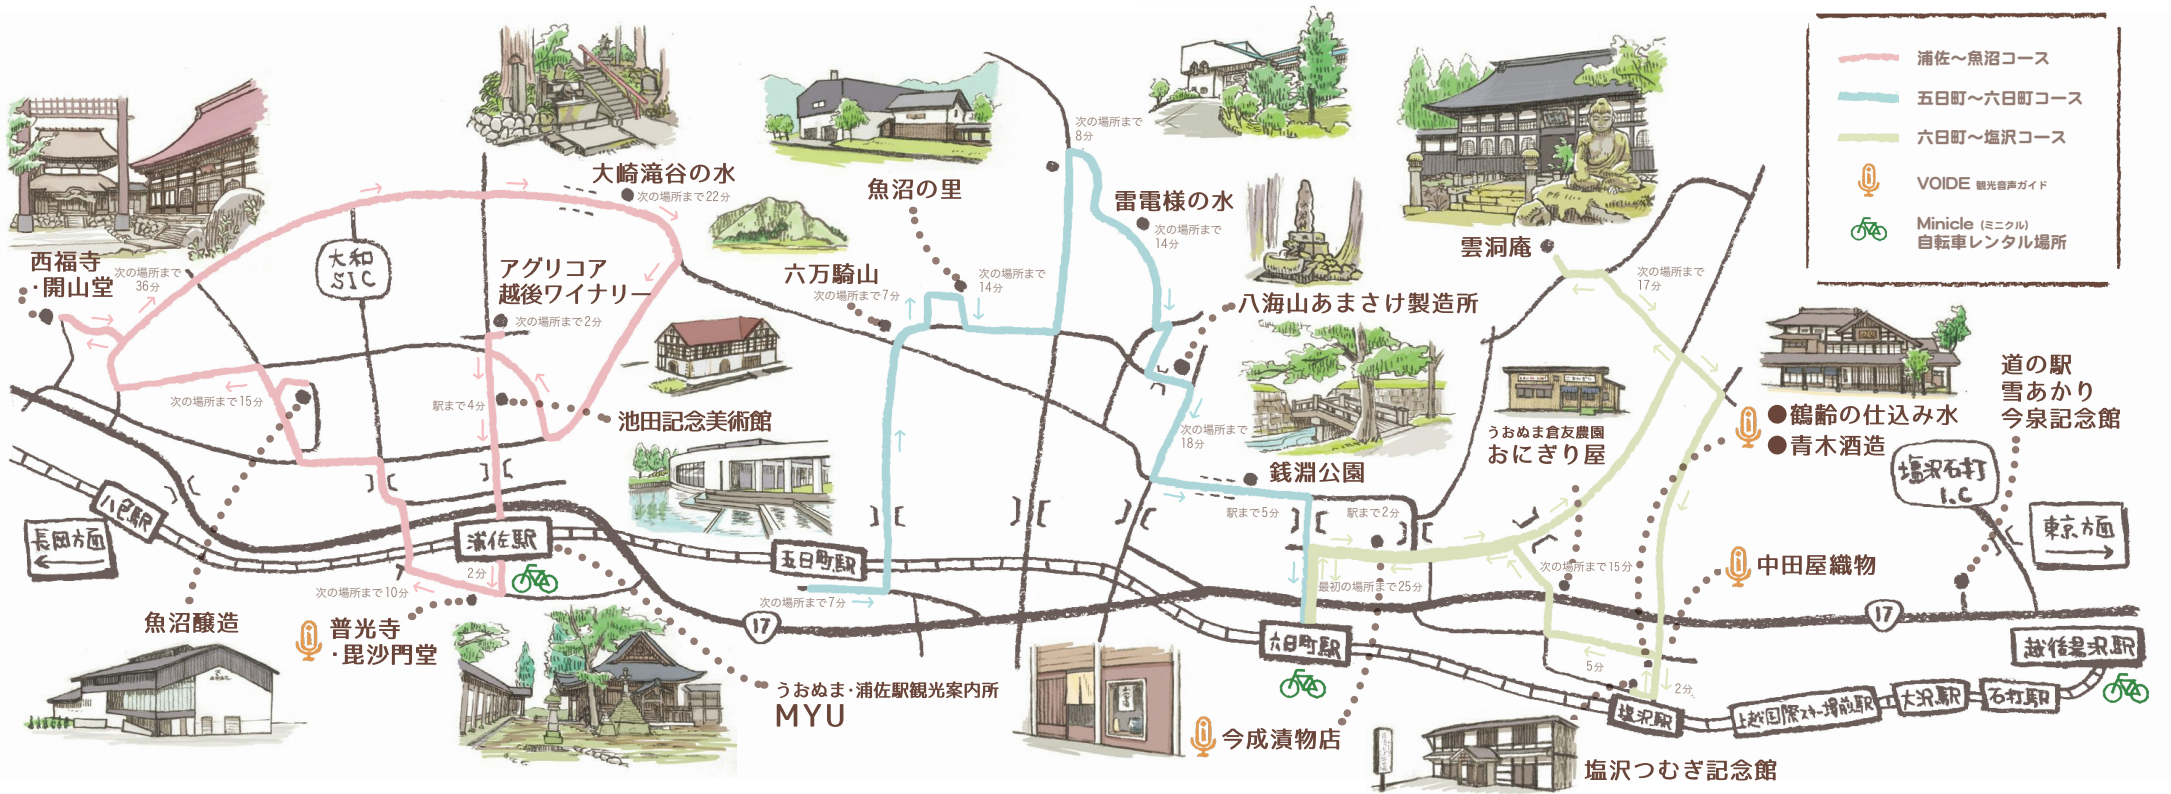 浦佐〜魚沼コース
五日町〜六日町コース
六日町〜塩沢コース
VOIDE 観光音声ガイド
Minicle (ミニクル)
自転車レンタル場所
西福寺
・開山堂
次の場所まで
36分
大和
SIC
大崎滝谷の水
次の場所まで22分
アグリコア
越後ワイナリー
次の場所まで2分
駅まで4分
池田記念美術館
次の場所まで15分
八色駅
長岡方面
浦佐駅
2分
次の場所まで10分
魚沼醸造
普光寺
・毘沙門堂
うおぬま・浦佐駅観光案内所
MYU
六万騎山
次の場所まで7分
魚沼の里
次の場所まで
14分
五日町駅
次の場所まで7分
17
次の場所まで
8分
雷電様の水
次の場所まで
14分
八海山あまさけ製造所
次の場所まで
18分
銭淵公園
駅まで5分
駅まで2分
最初の場所まで25分
六日町駅
今成漬物店
雲洞庵
次の場所まで
17分
うおぬま倉友農園
おにぎり屋
次の場所まで15分
5分
2分
●鶴齢の仕込み水
●青木酒造
中田屋織物
塩沢つむぎ記念館
塩沢駅
道の駅
雪あかり
今泉記念館
塩沢石打
I.C
東京方面
17
越後湯沢駅
上越国際スキー場前駅
大沢駅
石打駅